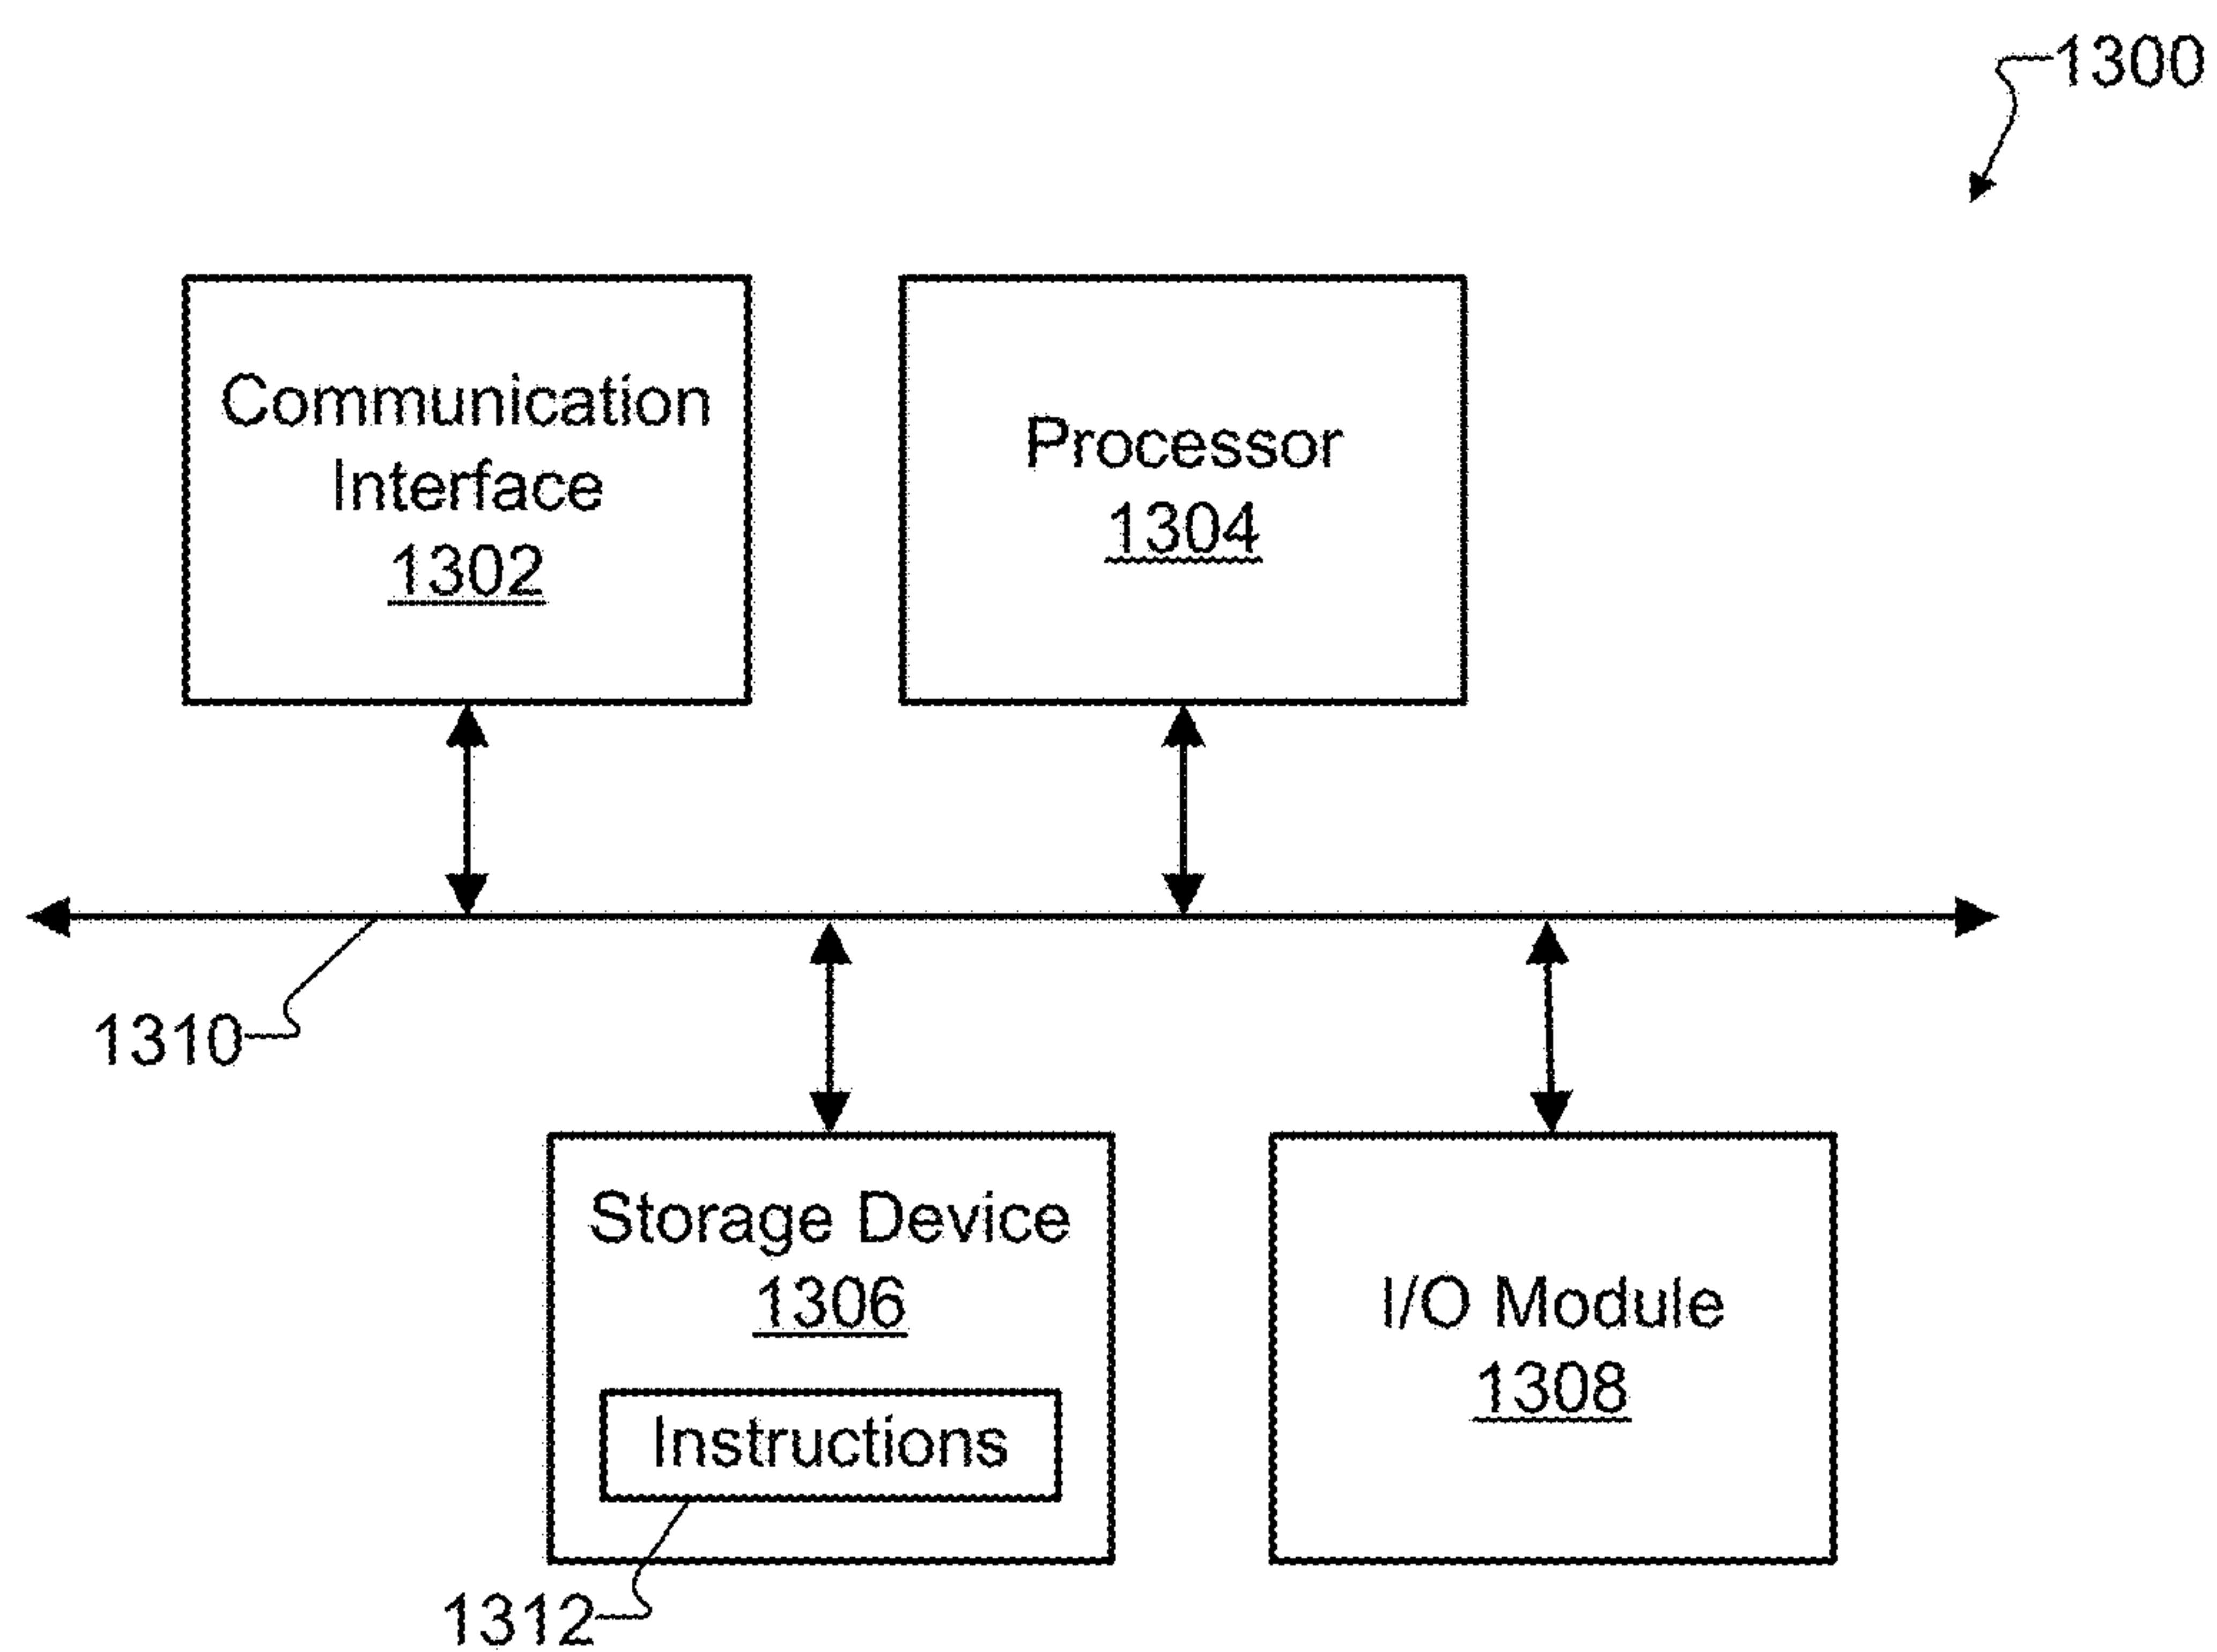 1300
Communication
Interface
1302
Processor
1304
1310
Storage Device
1306
Instructions
1312
I/O Module
1308